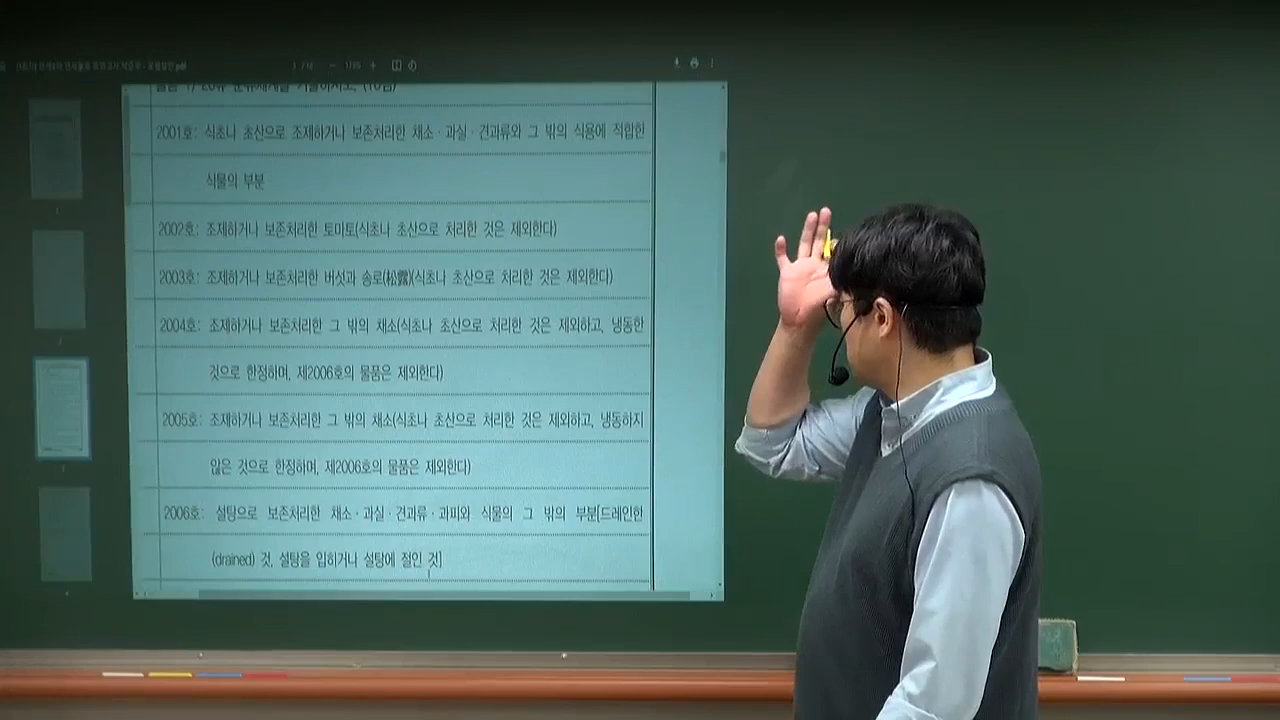 2001호: 식초나 초산으로 조제하거나 보존처리한 채소·과실·견과류와 그 밖의 식용에 적합한
식물의 부분
2002호: 조제하거나 보존처리한 토마토(식초나 초산으로 처리한 것은 제외한다)
2003호: 조제하거나 보존처리한 버섯과 송로(松露)(식초나 초산으로 처리한 것은 제외한다)
2004호: 조제하거나 보존처리한 그 밖의 채소(식초나 초산으로 처리한 것은 제외하고, 냉동한
것으로 한정하며, 제2006호의 물품은 제외한다)
2005호: 조제하거나 보존처리한 그 밖의 채소(식초나 초산으로 처리한 것은 제외하고, 냉동하지
않은 것으로 한정하며, 제2006호의 물품은 제외한다)
2006호: 설탕으로 보존처리한 채소·과실·견과류·과피와 식물의 그 밖의 부분[드레인한
(drained) 것, 설탕을 입히거나 설탕에 절인 것]